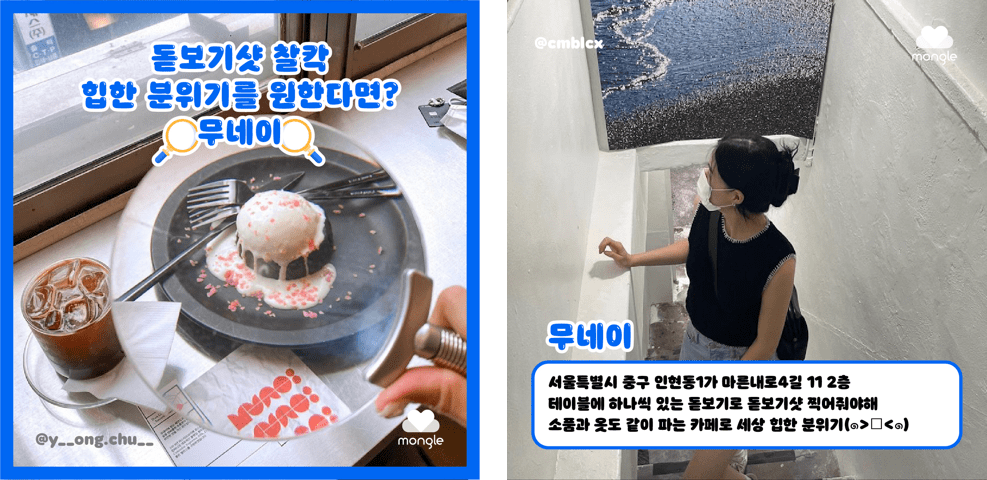 돋보기샷 찰칵
힙한 분위기를 원한다면?
무네이
@y__ong.chu__
mongle
@cmblcx
mongle
무네이
서울특별시 중구 인현동1가 마른내로4길 11 2층
테이블에 하나씩 있는 돋보기로 돋보기샷 찍어줘야해
소품과 옷도 같이 파는 카페로 세상 힙한 분위기(๑>□<๑)